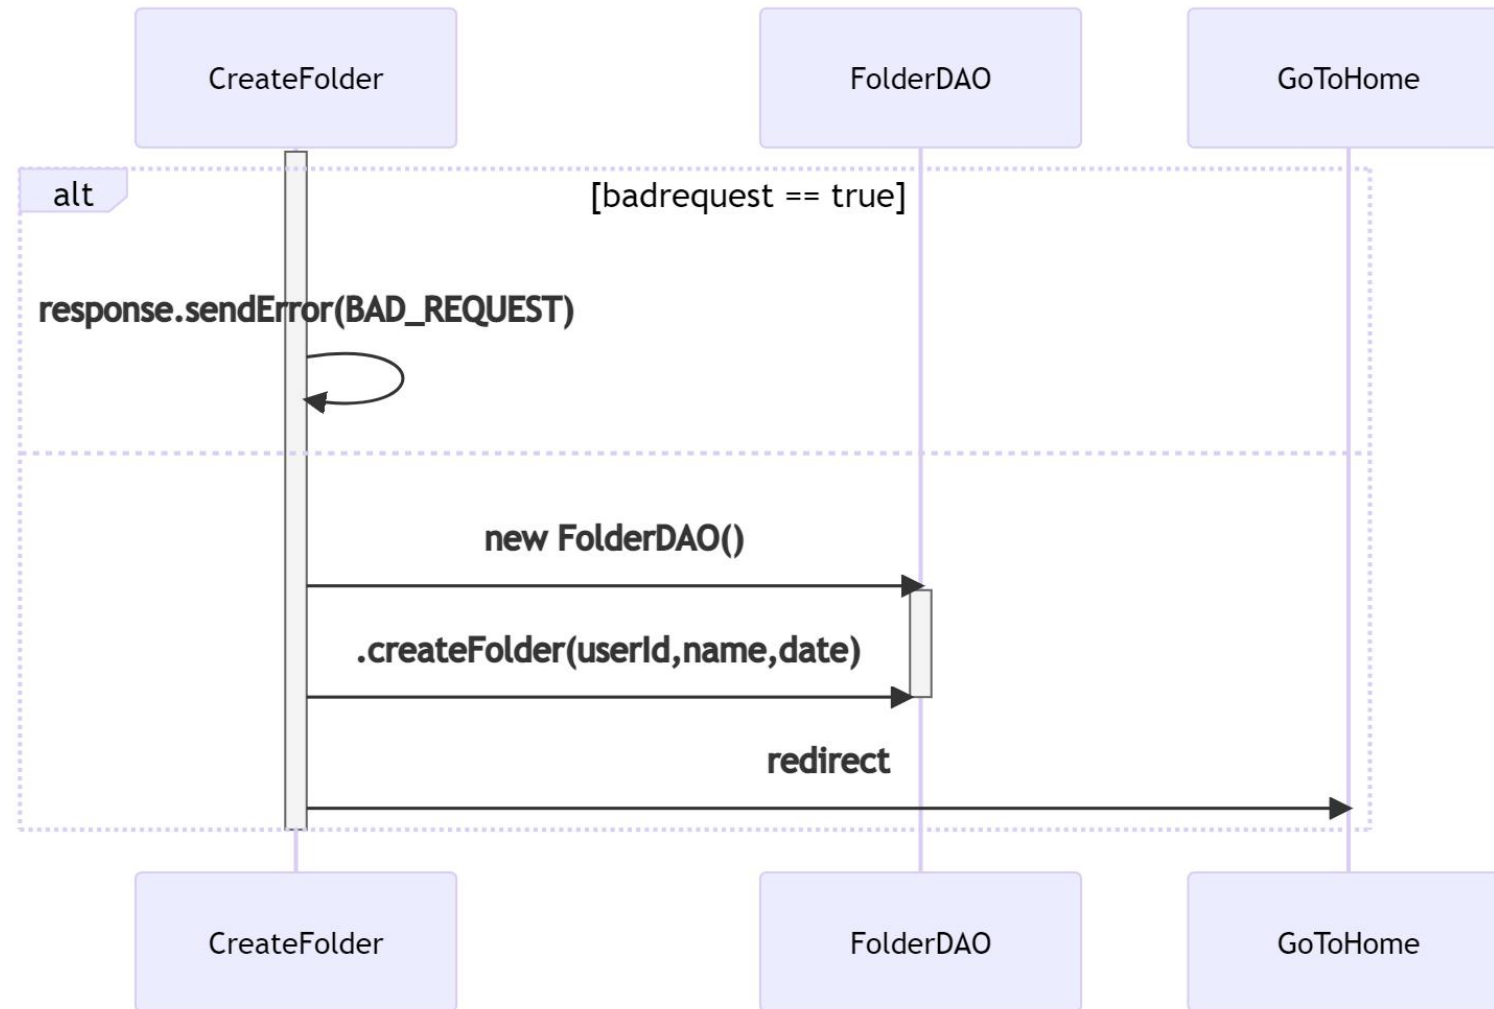 CreateFolder
FolderDAO
GoToHome
alt
[badrequest == true]
response.sendError(BAD_REQUEST)
new FolderDAO()
.createFolder(userId,name,date)
redirect
CreateFolder
FolderDAO
GoToHome